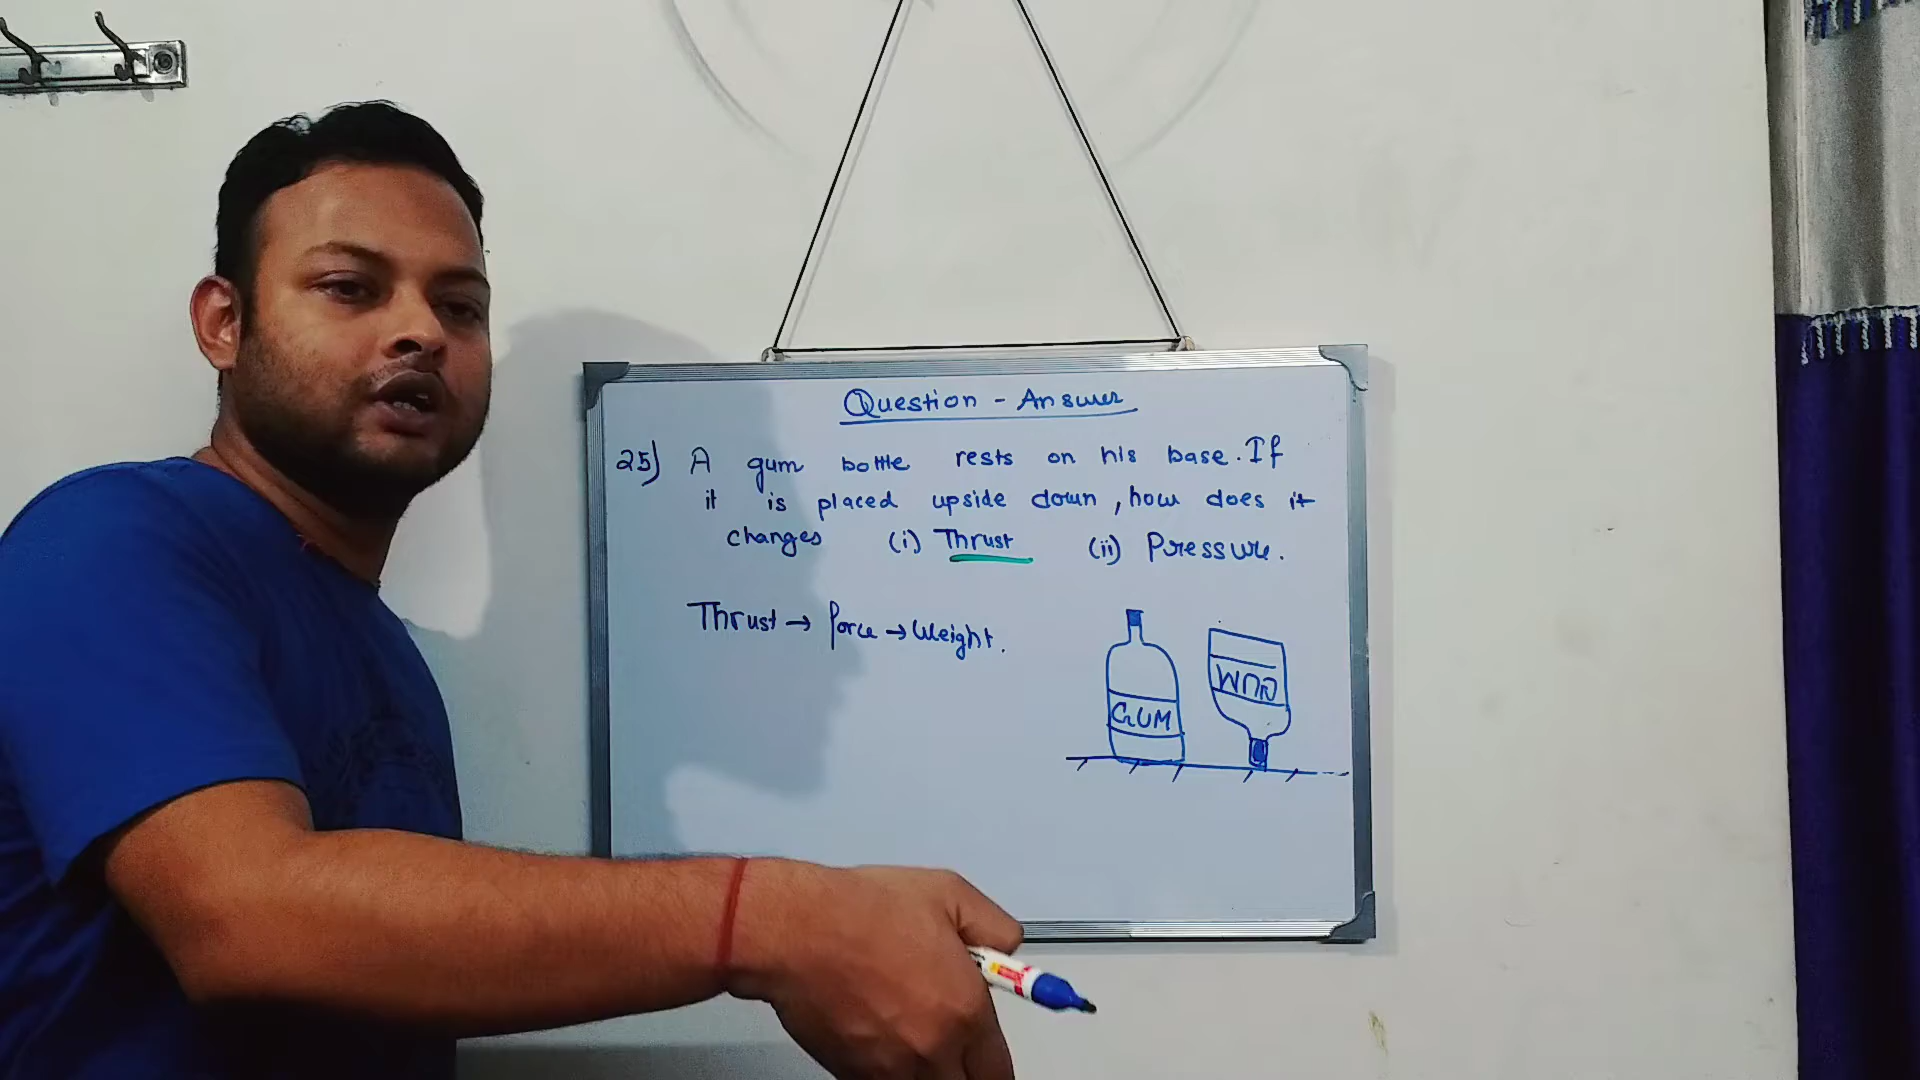 Question - Answer
25) A gum bottle rests on his base. If
it is placed upside down, how does it
changes (i) Thrust (ii) Pressure.
Thrust → force → Weight.
GUM
GUM